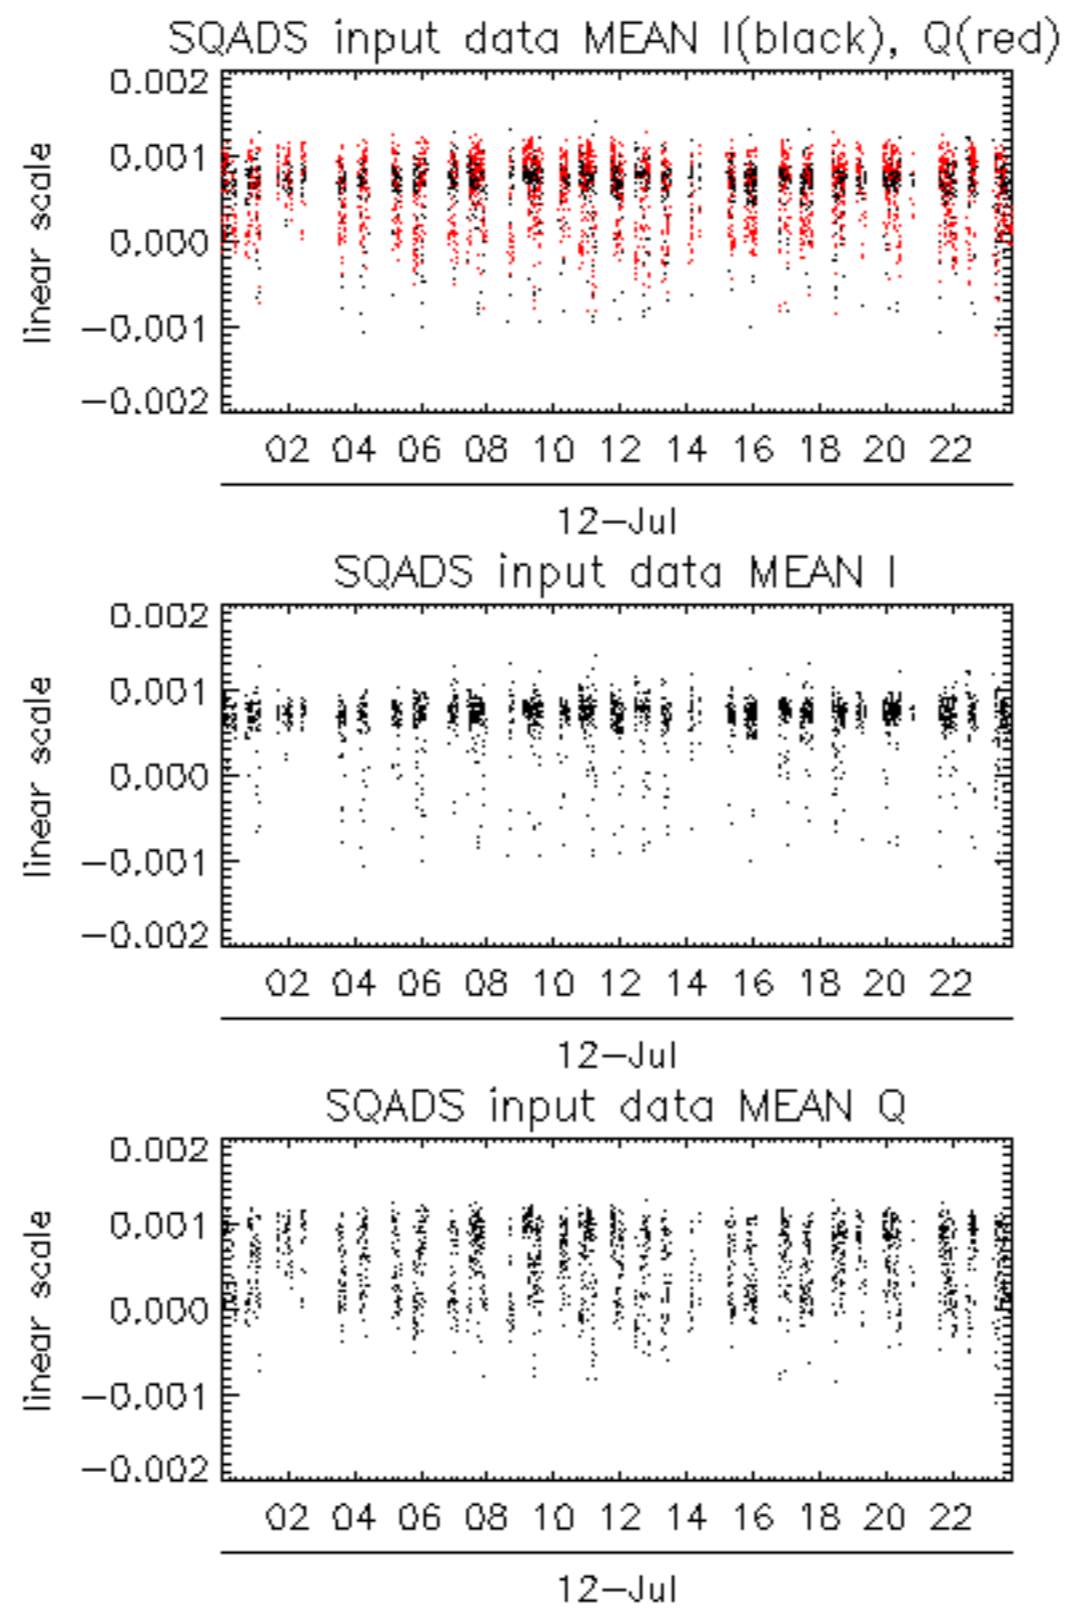 SQADS input data MEAN I(black), Q(red)
0.002
0.001
0.000
−0.001
−0.002
linear scale
02 04 06 08 10 12 14 16 18 20 22
12−Jul
SQADS input data MEAN I
0.002
0.001
0.000
−0.001
−0.002
linear scale
02 04 06 08 10 12 14 16 18 20 22
12−Jul
SQADS input data MEAN Q
0.002
0.001
0.000
−0.001
−0.002
linear scale
02 04 06 08 10 12 14 16 18 20 22
12−Jul